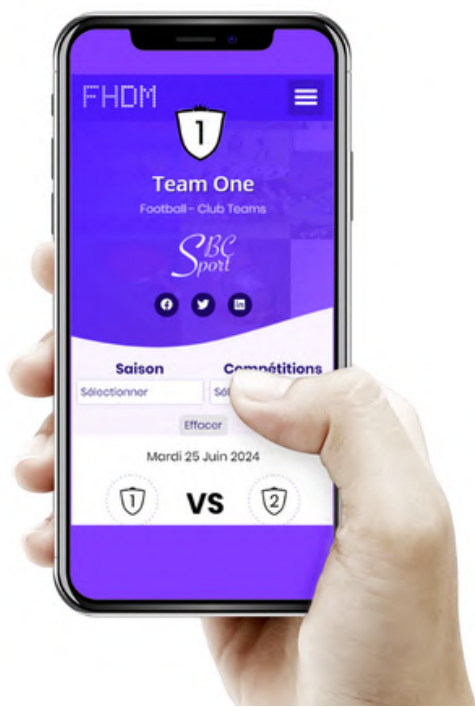 FHDM
1
Team One
Football - Club Teams
SBC
Sport
Saison
Compétitions
Sélectionner
Effacer
Mardi 25 Juin 2024
1 VS 2